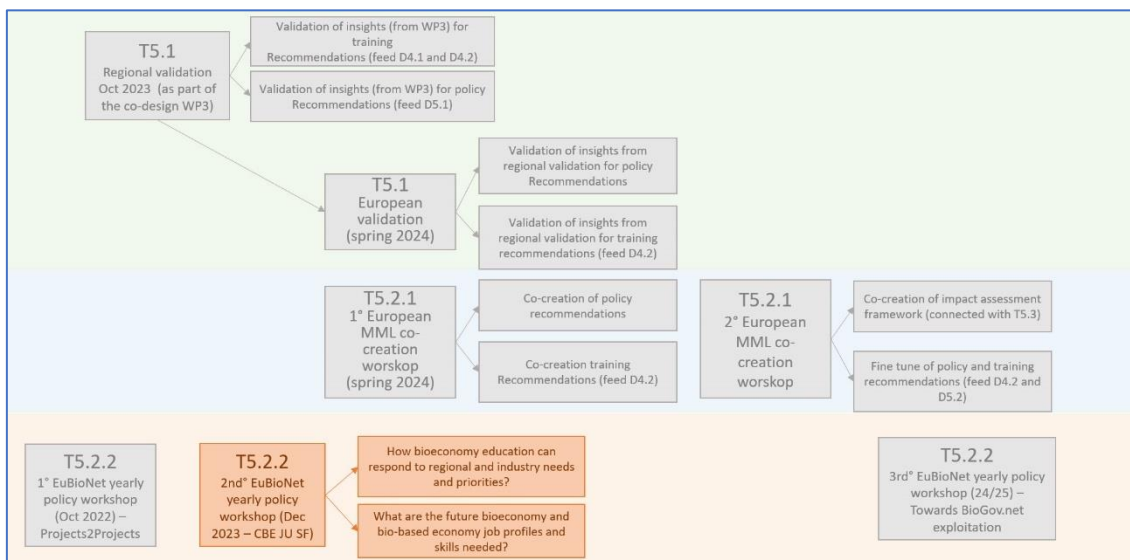 T5.1
Regional validation
Oct 2023 (as part of
the co-design WP3)
Validation of insights (from WP3) for
training
Recommendations (feed D4.1 and D4.2)
Validation of insights (from WP3) for policy
Recommendations (feed D5.1)
T5.1
European
validation
(spring 2024)
Validation of insights from
regional validation for policy
Recommendations
Validation of insights from
regional validation for training
recommendations (feed D4.2)
T5.2.1
1° European
MML co-
creation
worskop
(spring 2024)
Co-creation of policy
recommendations
Co-creation training
Recommendations (feed D4.2)
T5.2.1
2° European
MML co-
creation
worskop
Co-creation of impact assessment
framework (connected with T5.3)
Fine tune of policy and training
recommendations (feed D4.2 and
D5.2)
T5.2.2
1° EuBioNet yearly
policy workshop
(Oct 2022) –
Projects2Projects
T5.2.2
2nd° EuBioNet
yearly policy
workshop (Dec
2023 – CBE JU SF)
How bioeconomy education can
respond to regional and industry needs
and priorities?
What are the future bioeconomy and
bio-based economy job profiles and
skills needed?
T5.2.2
3rd° EuBioNet yearly policy
workshop (24/25) –
Towards BioGov.net
exploitation